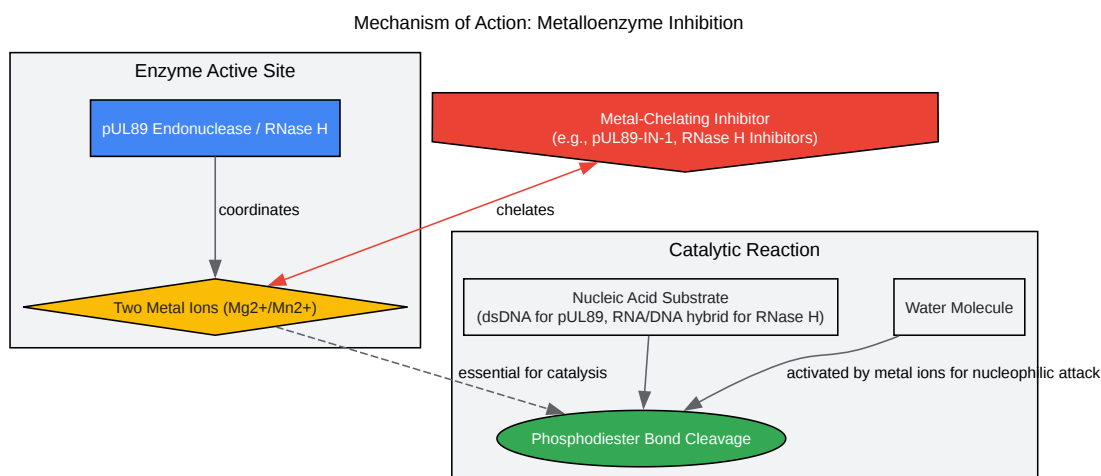 Mechanism of Action: Metalloenzyme Inhibition
Enzyme Active Site
pUL89 Endonuclease / RNase H
Metal-Chelating Inhibitor
(e.g., pUL89-IN-1, RNase H Inhibitors)
coordinates
chelates
Two Metal Ions (Mg2+/Mn2+)
Catalytic Reaction
Nucleic Acid Substrate
(dsDNA for pUL89, RNA/DNA hybrid for RNase H)
Water Molecule
essential for catalysis
activated by metal ions for nucleophilic attack
Phosphodiester Bond Cleavage